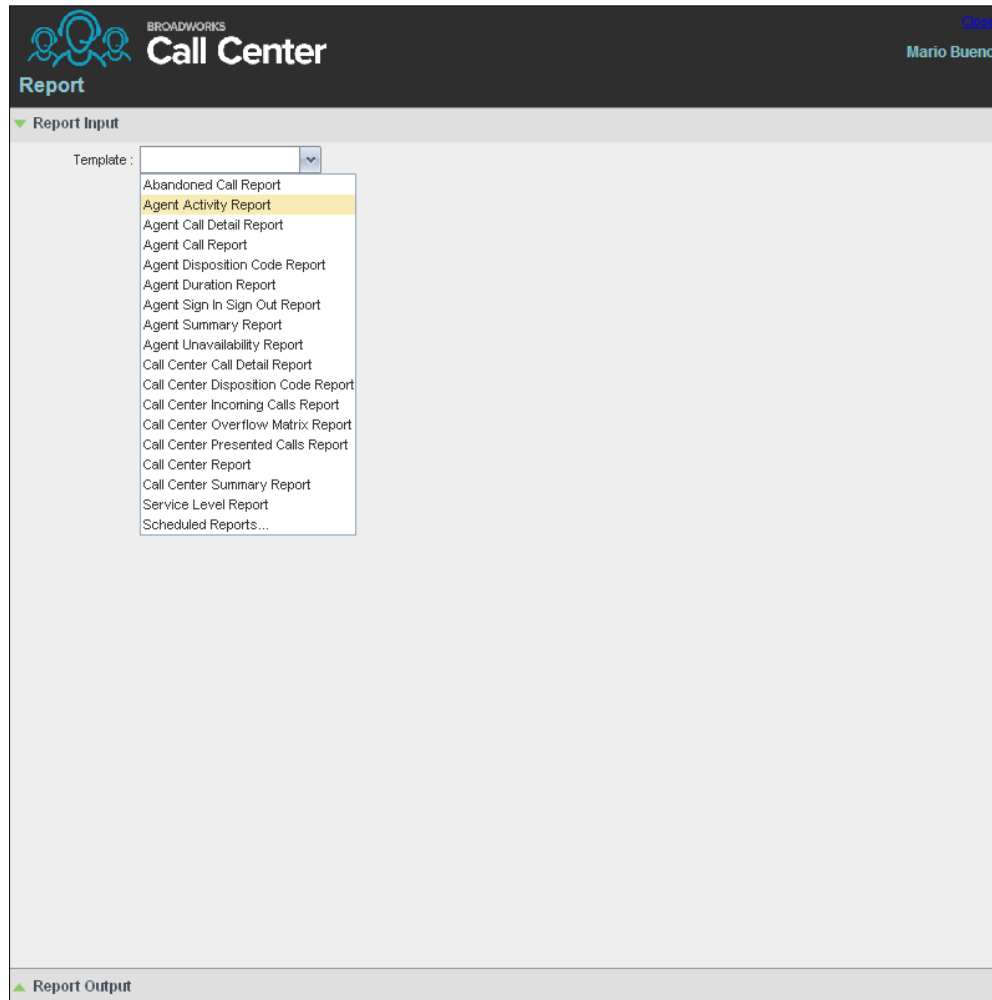 BROADWORKS
Call Center
Close
Mario Bueno
Report
Report Input
Template :
Abandoned Call Report
Agent Activity Report
Agent Call Detail Report
Agent Call Report
Agent Disposition Code Report
Agent Duration Report
Agent Sign In Sign Out Report
Agent Summary Report
Agent Unavailability Report
Call Center Call Detail Report
Call Center Disposition Code Report
Call Center Incoming Calls Report
Call Center Overflow Matrix Report
Call Center Presented Calls Report
Call Center Report
Call Center Summary Report
Service Level Report
Scheduled Reports...
Report Output